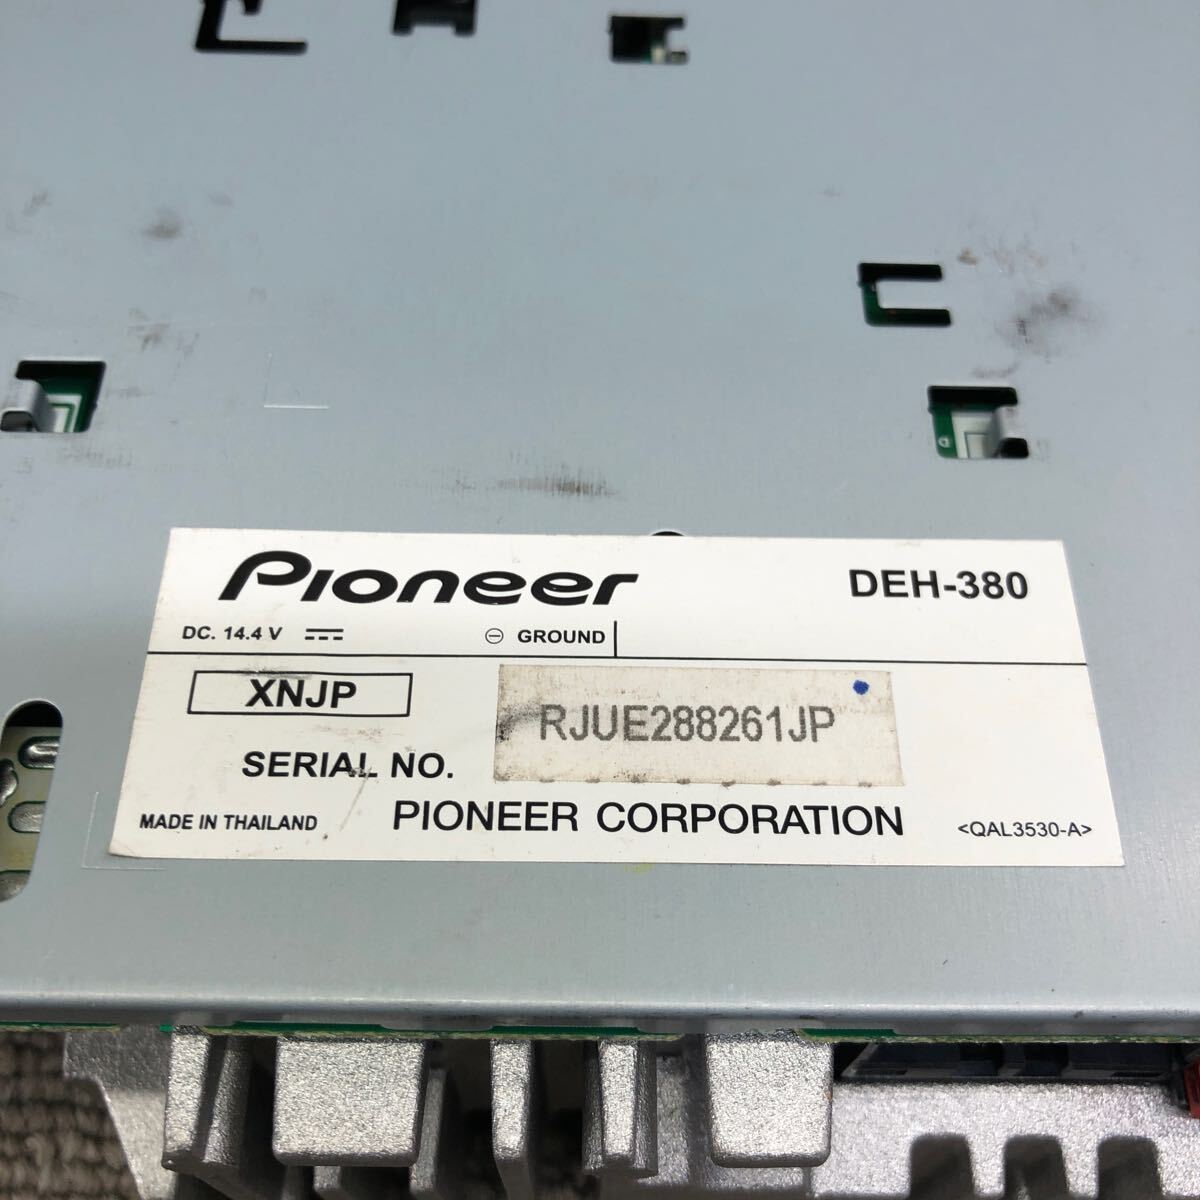 Pioneer DEH-380
DC. 14.4 V ⊖ GROUND
XNJP RJUE288261JP
SERIAL NO.
MADE IN THAILAND PIONEER CORPORATION <QAL3530-A>